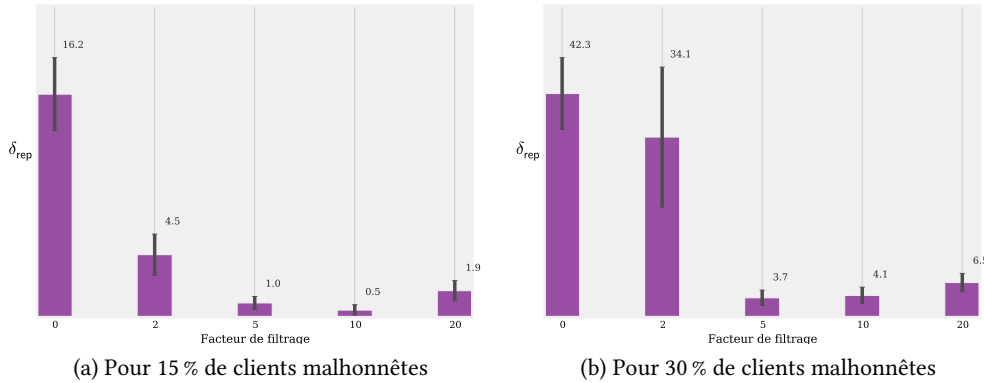 16.2
4.5
1.0
0.5
1.9
δrep
0 2 5 10 20
Facteur de filtrage
(a) Pour 15 % de clients malhonnêtes
42.3
34.1
3.7
4.1
6.5
δrep
0 2 5 10 20
Facteur de filtrage
(b) Pour 30 % de clients malhonnêtes